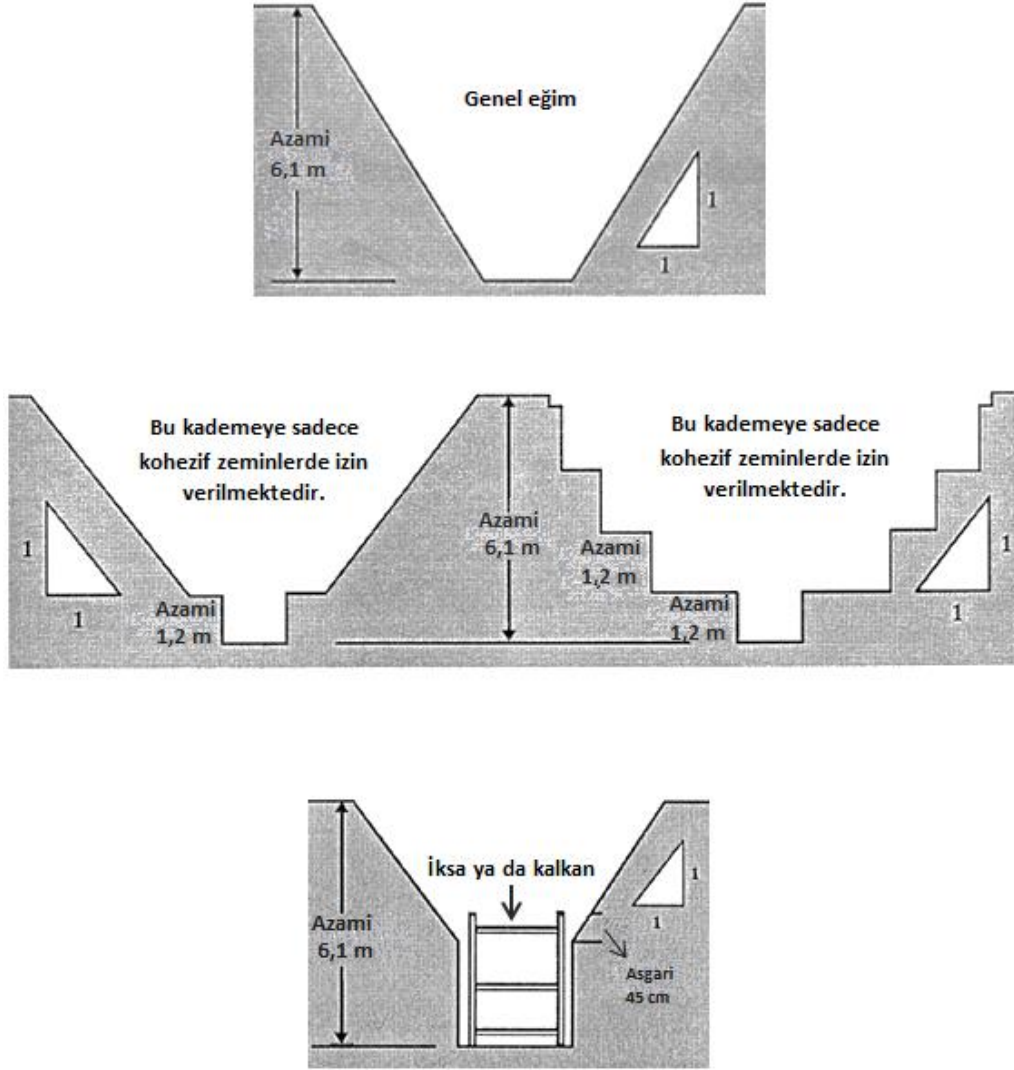 Genel eğim
Azami
6,1 m
1
1
Bu kademeye sadece
kohezif zeminlerde izin
verilmektedir.
Bu kademeye sadece
kohezif zeminlerde izin
verilmektedir.
1
1
Azami
1,2 m
Azami
6,1 m
Azami
1,2 m
Azami
1,2 m
1
1
İksa ya da kalkan
Azami
6,1 m
1
1
Asgari
45 cm